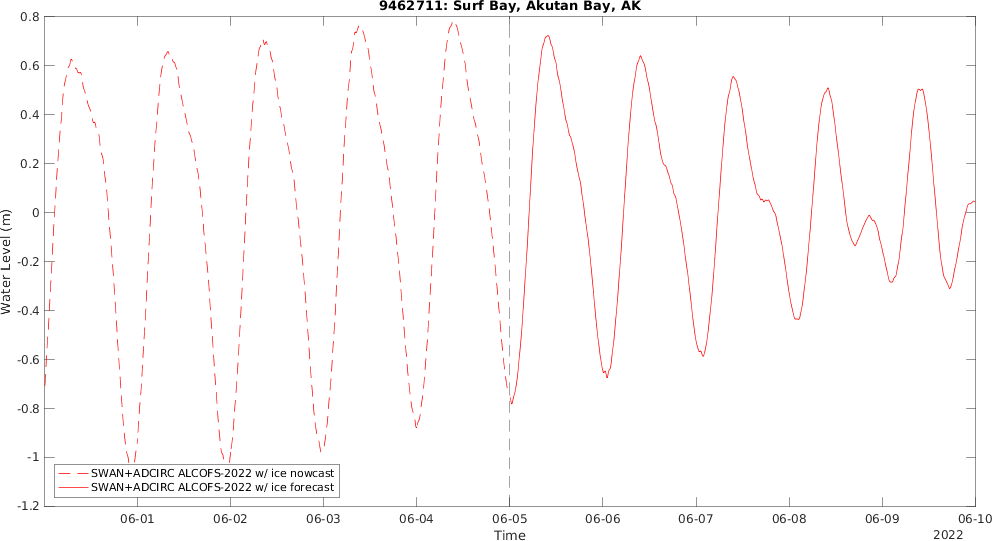 9462711: Surf Bay, Akutan Bay, AK
0.8
0.6
0.4
0.2
0
-0.2
-0.4
-0.6
-0.8
-1
-1.2
Water Level (m)
SWAN+ADCIRC ALCOFS-2022 w/ ice nowcast
SWAN+ADCIRC ALCOFS-2022 w/ ice forecast
06-01 06-02 06-03 06-04 06-05 06-06 06-07 06-08 06-09 06-10
Time
2022